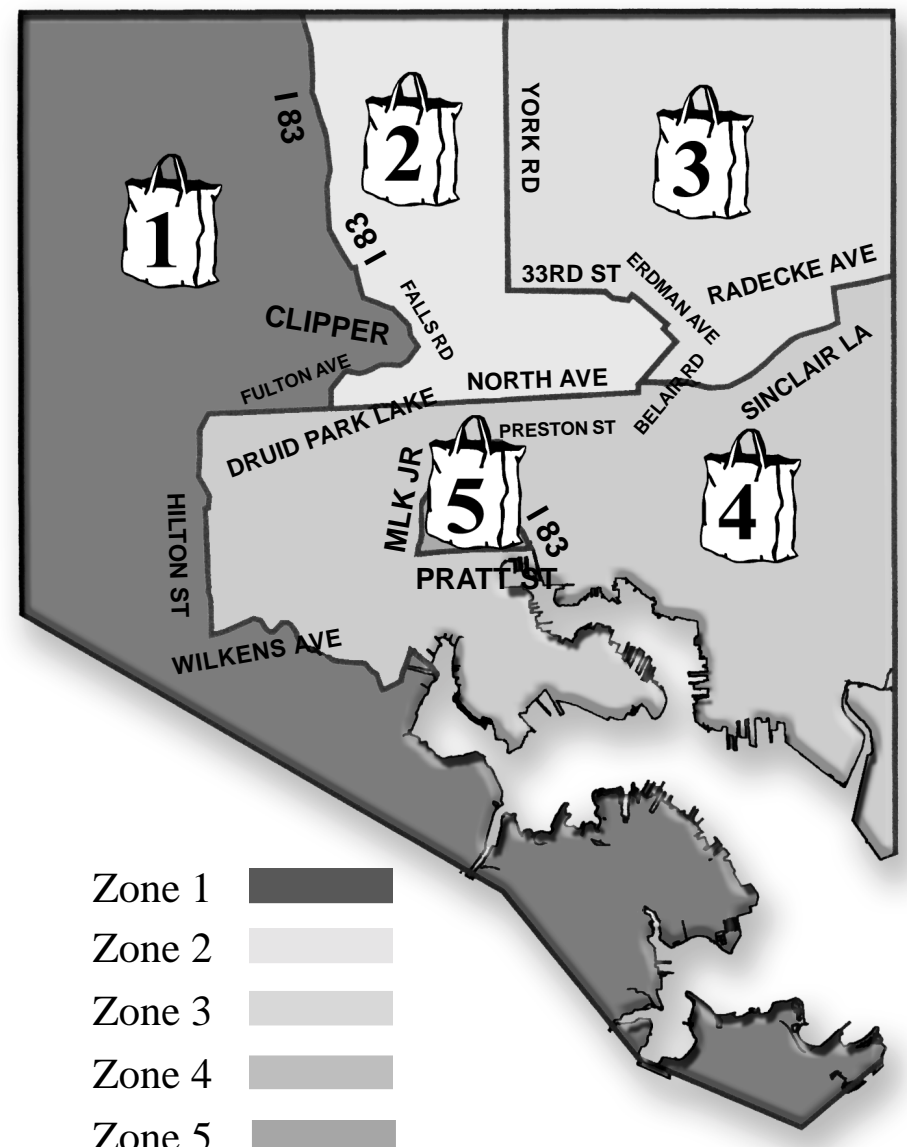 I 83
2
YORK RD
3
1
I 83
33RD ST
ERDMAN AVE
RADECKE AVE
CLIPPER
FALLS RD
FULTON AVE
NORTH AVE
BELAIR RD
SINCLAIR LA
DRUID PARK LAKE
PRESTON ST
MLK JR
5
4
I 83
HILTON ST
PRATT ST
WILKENS AVE
Zone 1
Zone 2
Zone 3
Zone 4
Zone 5